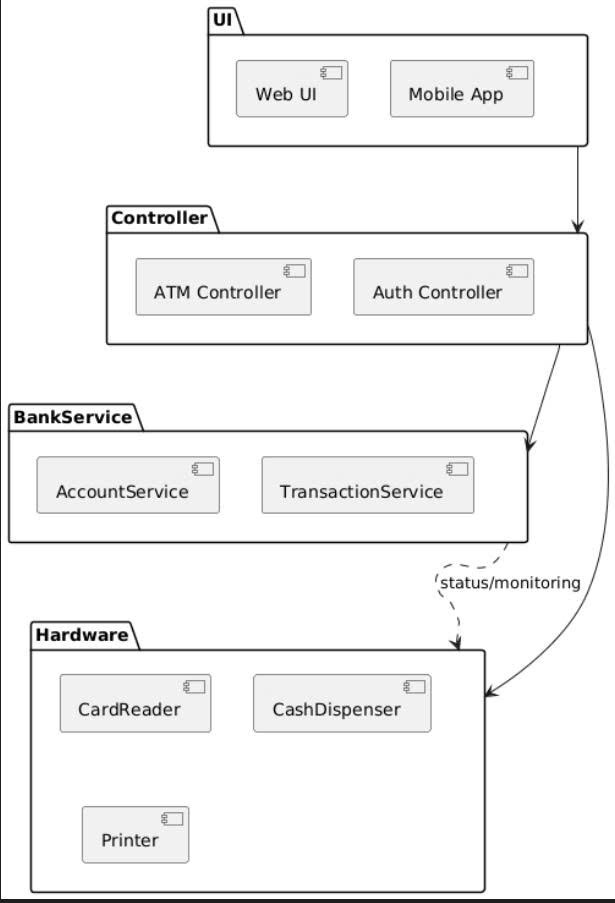 UI
Web UI
Mobile App
Controller
ATM Controller
Auth Controller
BankService
AccountService
TransactionService
status/monitoring
Hardware
CardReader
CashDispenser
Printer